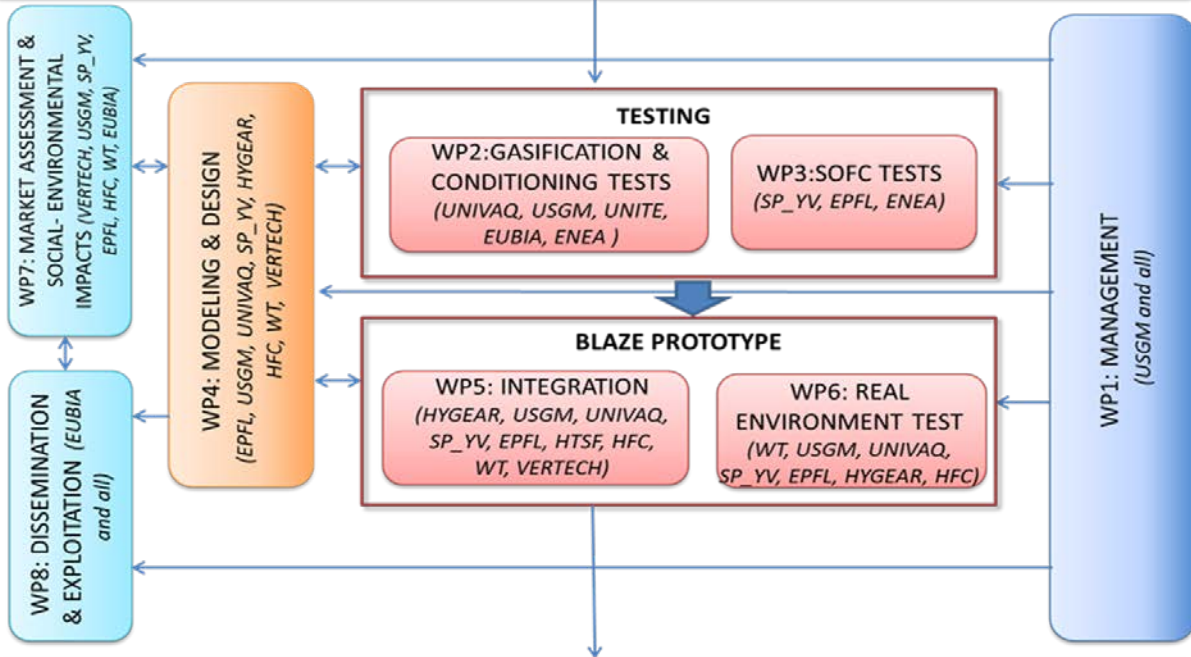 WP7: MARKET ASSESSMENT &
SOCIAL- ENVIRONMENTAL
IMPACTS (VERTECH, USGM, SP_YV,
EPFL, HFC, WT, EUBIA)
WP8: DISSEMINATION
& EXPLOITATION (EUBIA
and all)
WP4: MODELING & DESIGN
(EPFL, USGM, UNIVAQ, SP_YV, HYGEAR,
HFC, WT, VERTECH)
TESTING
WP2:GASIFICATION &
CONDITIONING TESTS
(UNIVAQ, USGM, UNITE,
EUBIA, ENEA )
WP3:SOFC TESTS
(SP_YV, EPFL, ENEA)
BLAZE PROTOTYPE
WP5: INTEGRATION
(HYGEAR, USGM, UNIVAQ,
SP_YV, EPFL, HTSF, HFC,
WT, VERTECH)
WP6: REAL
ENVIRONMENT TEST
(WT, USGM, UNIVAQ,
SP_YV, EPFL, HYGEAR, HFC)
WP1: MANAGEMENT
(USGM and all)